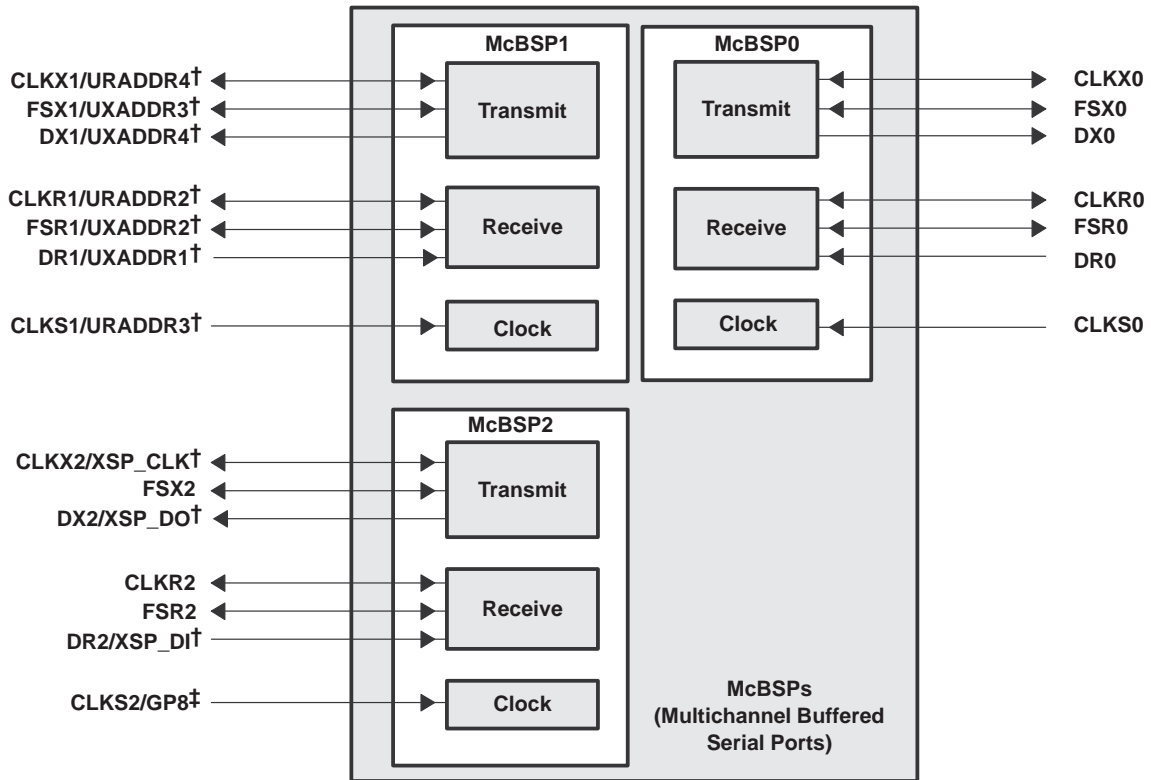 McBSP1
CLKX1/URADDR4†
FSX1/UXADDR3†
DX1/UXADDR4†
Transmit
CLKR1/URADDR2†
FSR1/UXADDR2†
DR1/UXADDR1†
Receive
CLKS1/URADDR3†
Clock
McBSP0
Transmit
CLKX0
FSX0
DX0
Receive
CLKR0
FSR0
DR0
Clock
CLKS0
McBSP2
CLKX2/XSP_CLK†
FSX2
DX2/XSP_DO†
Transmit
CLKR2
FSR2
DR2/XSP_DI†
Receive
CLKS2/GP8‡
Clock
McBSPs
(Multichannel Buffered
Serial Ports)